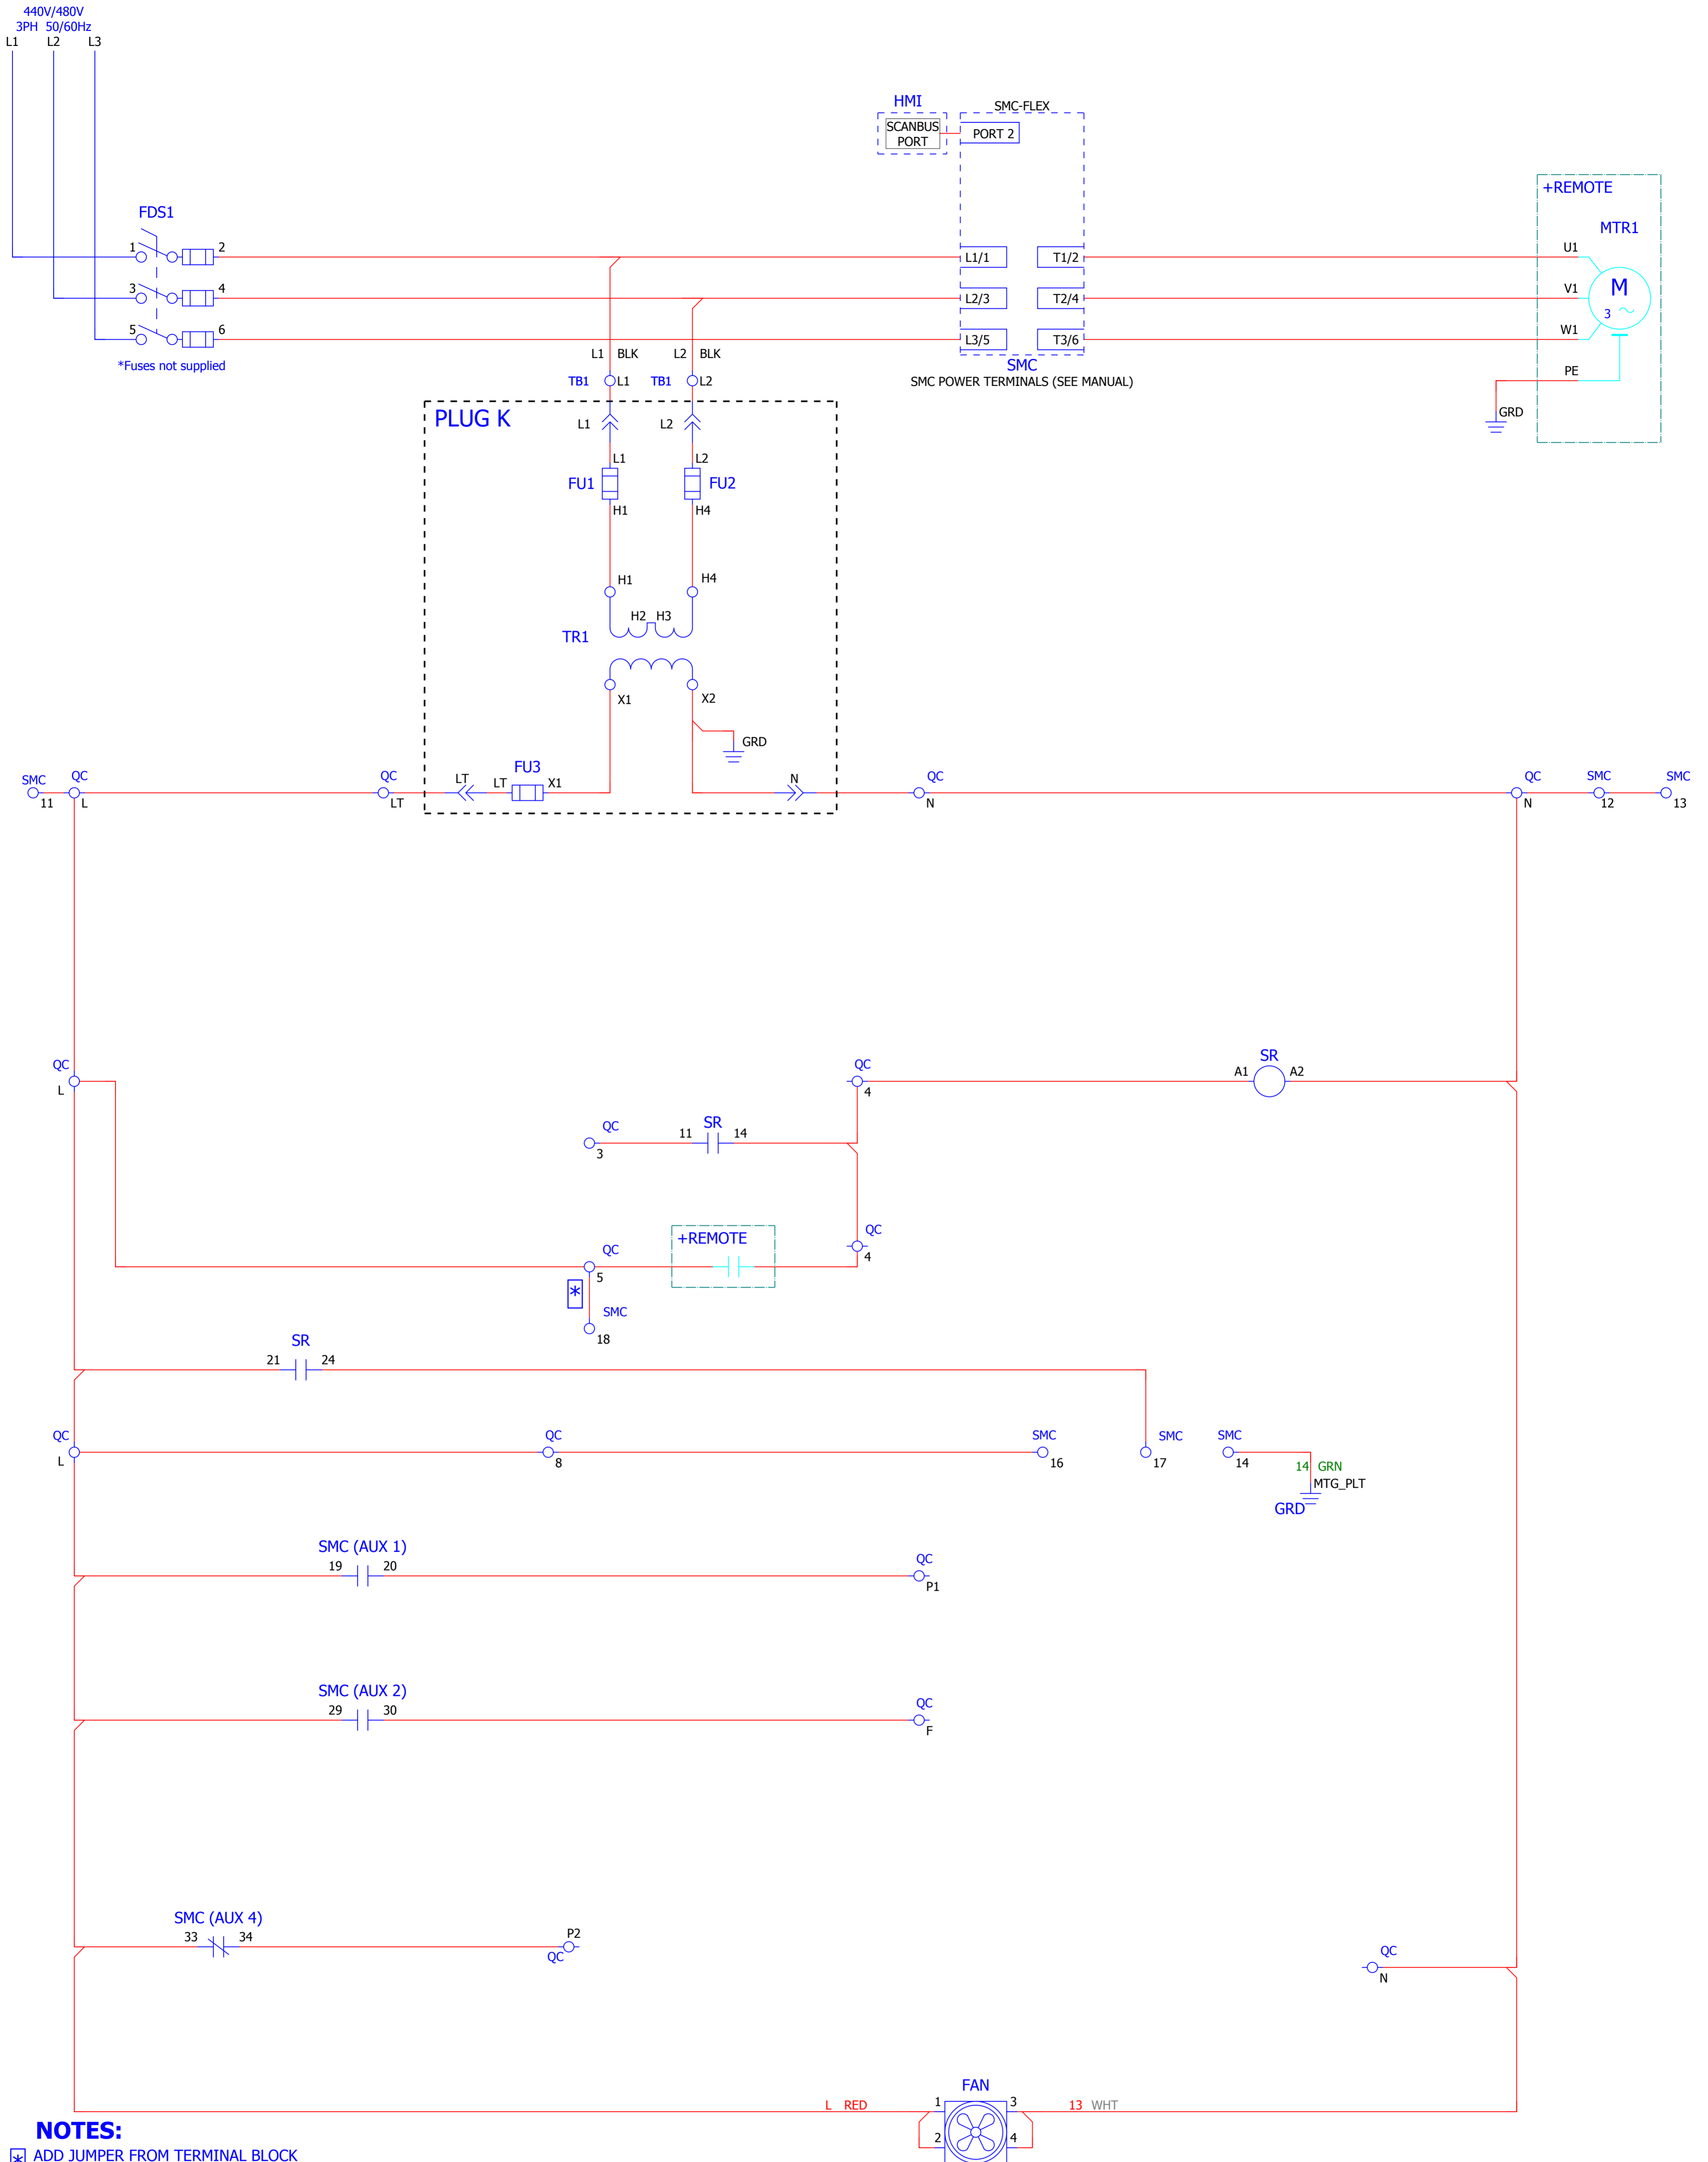 440V/480V
3PH 50/60Hz
L1 L2 L3
HMI
SCANBUS
PORT
SMC-FLEX
PORT 2
+REMOTE
MTR1
FDS1
1 2
3 4
5 6
*Fuses not supplied
L1/1 T1/2
L2/3 T2/4
L3/5 T3/6
SMC
SMC POWER TERMINALS (SEE MANUAL)
U1
V1
W1
PE
M
3
GRD
L1 BLK L2 BLK
TB1 L1 TB1 L2
PLUG K
L1 L2
L1 L2
FU1 FU2
H1 H4
H1 H4
H2 H3
TR1
X1 X2
GRD
FU3
LT LT X1 N
SMC QC QC QC QC SMC SMC
11 L LT N N 12 13
QC QC SR
L 4 A1 A2
QC SR
3 11 14
QC
4
+REMOTE
QC
5
*
SMC
18
SR
21 24
QC QC SMC SMC SMC
L 8 16 17 14
14 GRN
MTG_PLT
GRD
SMC (AUX 1)
19 20
QC
P1
SMC (AUX 2)
29 30
QC
F
SMC (AUX 4)
33 34
P2
QC
QC
N
FAN
L RED 1 3 13 WHT
2 4
NOTES:
* ADD JUMPER FROM TERMINAL BLOCK